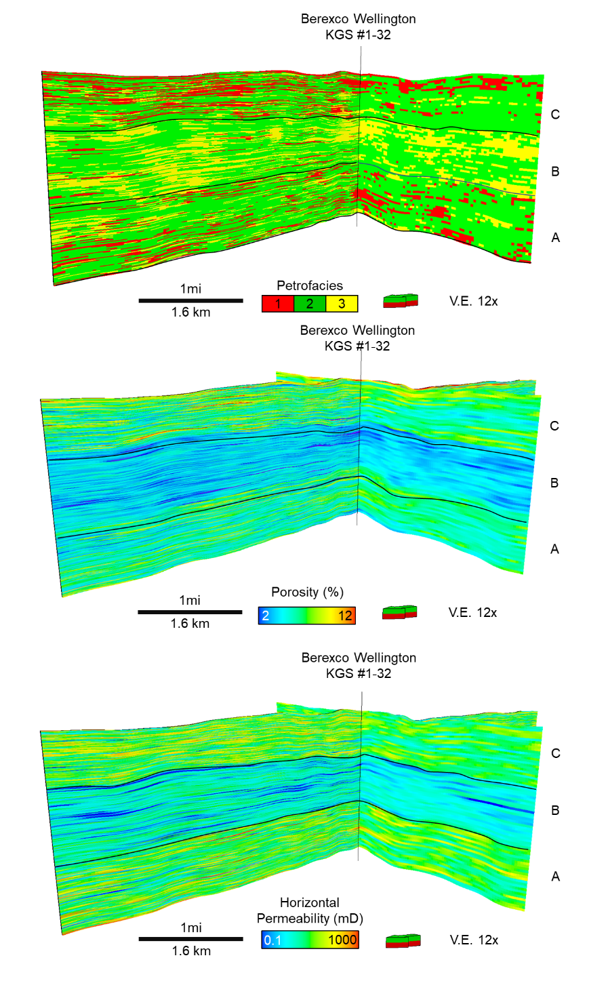 Berexco Wellington
KGS #1-32
C
B
A
1mi
1.6 km
Petrofacies
1 2 3
V.E. 12x
Berexco Wellington
KGS #1-32
C
B
A
1mi
1.6 km
Porosity (%)
2 12
V.E. 12x
Berexco Wellington
KGS #1-32
C
B
A
1mi
1.6 km
Horizontal
Permeability (mD)
0.1 1000
V.E. 12x